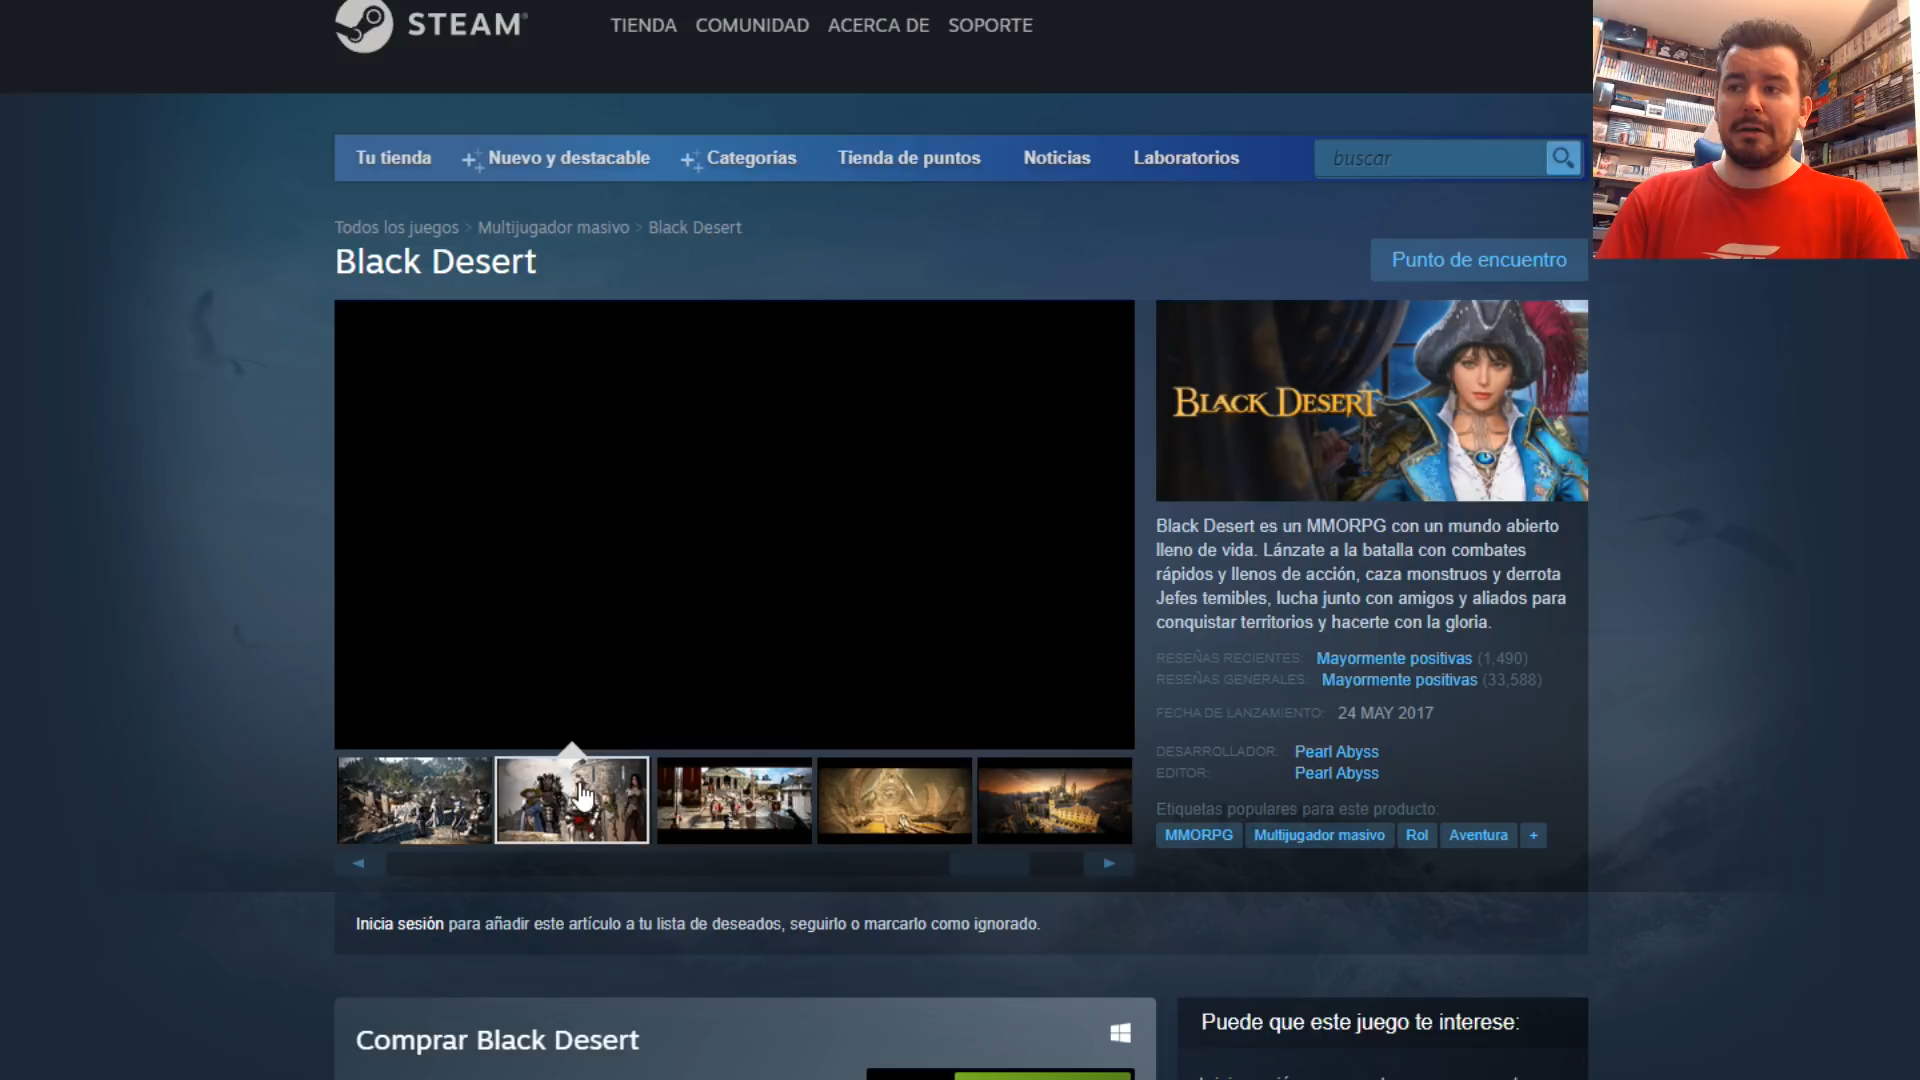 STEAM
TIENDA COMUNIDAD ACERCA DE SOPORTE
Tu tienda Nuevo y destacable Categorías Tienda de puntos Noticias Laboratorios buscar
Todos los juegos > Multijugador masivo > Black Desert
Black Desert
Punto de encuentro
BLACK DESERT
Black Desert es un MMORPG con un mundo abierto
lleno de vida. Lánzate a la batalla con combates
rápidos y llenos de acción, caza monstruos y derrota
Jefes temibles, lucha junto con amigos y aliados para
conquistar territorios y hacerte con la gloria.
RESEÑAS RECIENTES: Mayormente positivas (1,490)
RESEÑAS GENERALES: Mayormente positivas (33,588)
FECHA DE LANZAMIENTO: 24 MAY 2017
DESARROLLADOR: Pearl Abyss
EDITOR: Pearl Abyss
Etiquetas populares para este producto:
MMORPG Multijugador masivo Rol Aventura +
Inicia sesión para añadir este artículo a tu lista de deseados, seguirlo o marcarlo como ignorado.
Comprar Black Desert
Puede que este juego te interese: